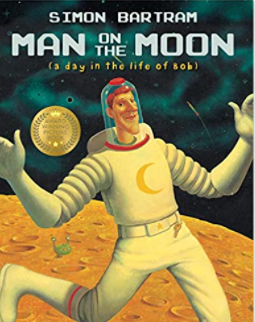 SIMON BARTRAM
MAN ON THE MOON
(a day in the life of Bob)